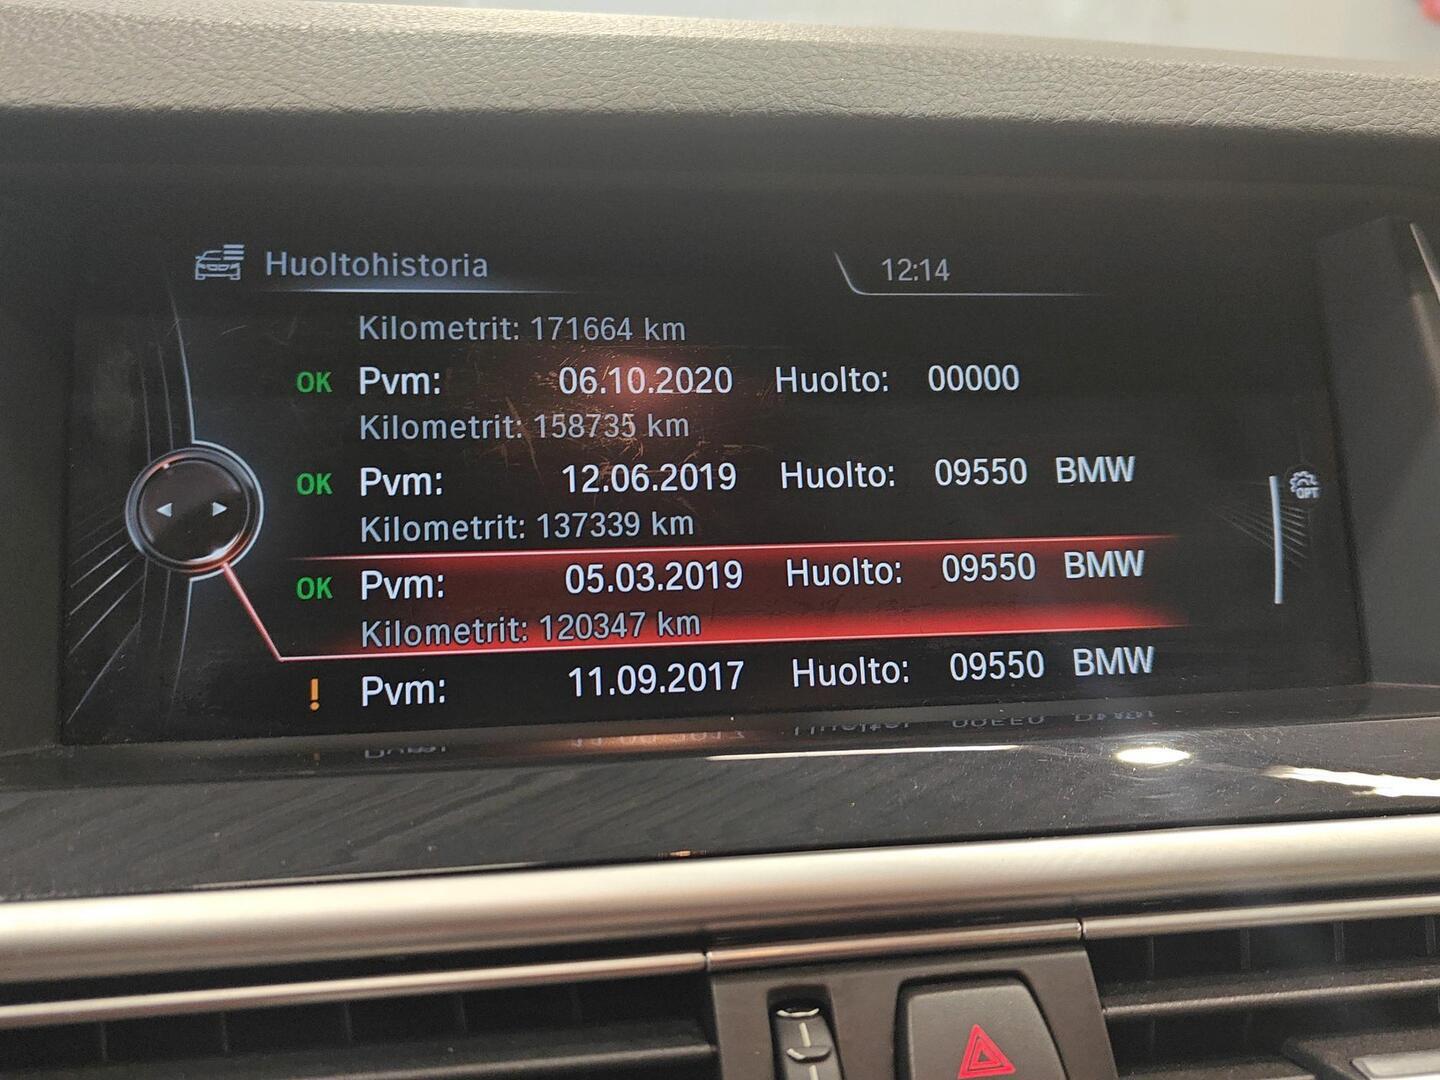 Huoltohistoria 12:14
Kilometrit: 171664 km
OK Pvm: 06.10.2020 Huolto: 00000
Kilometrit: 158735 km
OK Pvm: 12.06.2019 Huolto: 09550 BMW
Kilometrit: 137339 km
OPT
OK Pvm: 05.03.2019 Huolto: 09550 BMW
Kilometrit: 120347 km
! Pvm: 11.09.2017 Huolto: 09550 BMW